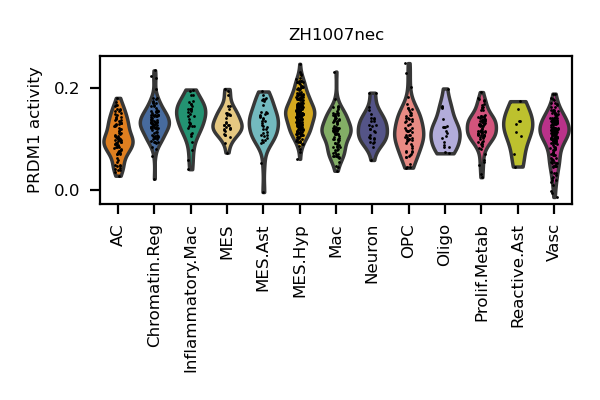 ZH1007nec
PRDM1 activity
0.2
0.0
AC
Chromatin.Reg
Inflammatory.Mac
MES
MES.Ast
MES.Hyp
Mac
Neuron
OPC
Oligo
Prolif.Metab
Reactive.Ast
Vasc